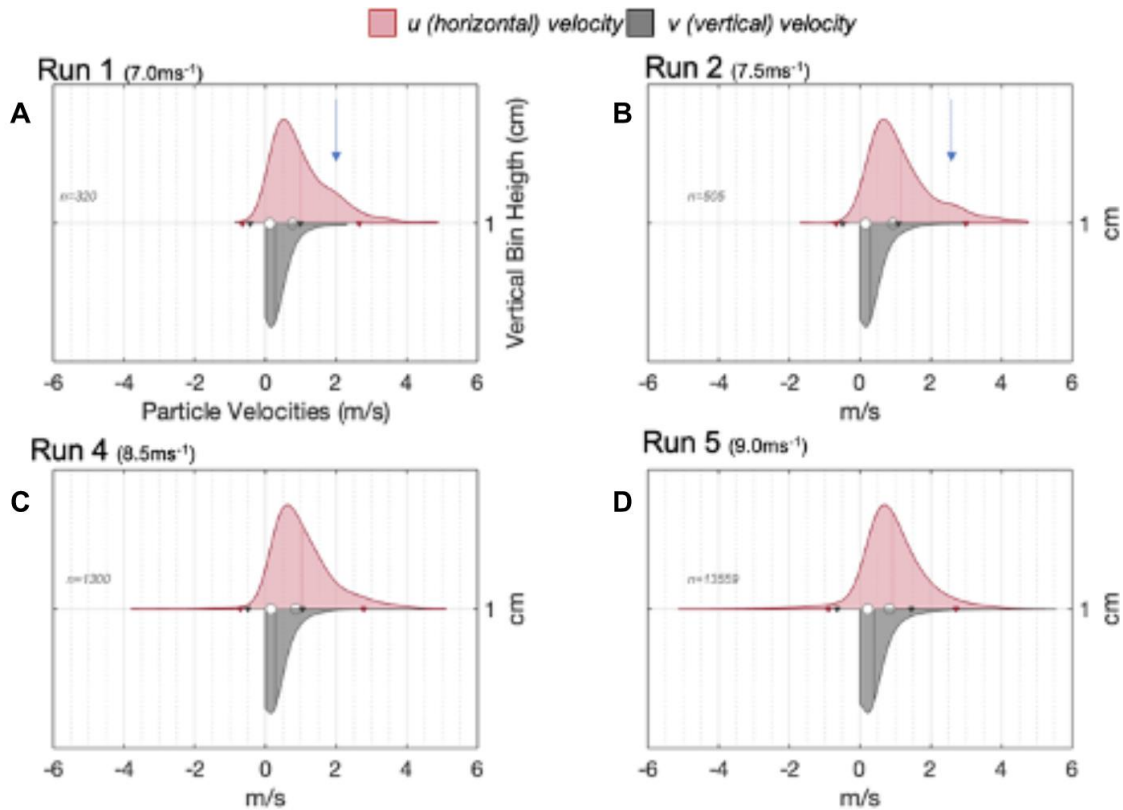 u (horizontal) velocity v (vertical) velocity
Run 1 (7.0ms-1)
A
n=320
1
Vertical Bin Heigth (cm)
-6 -4 -2 0 2 4 6
Particle Velocities (m/s)
Run 2 (7.5ms-1)
B
1
cm
-6 -4 -2 0 2 4 6
m/s
Run 4 (8.5ms-1)
C
n=1300
1
cm
-6 -4 -2 0 2 4 6
m/s
Run 5 (9.0ms-1)
D
n=13559
1
cm
-6 -4 -2 0 2 4 6
m/s